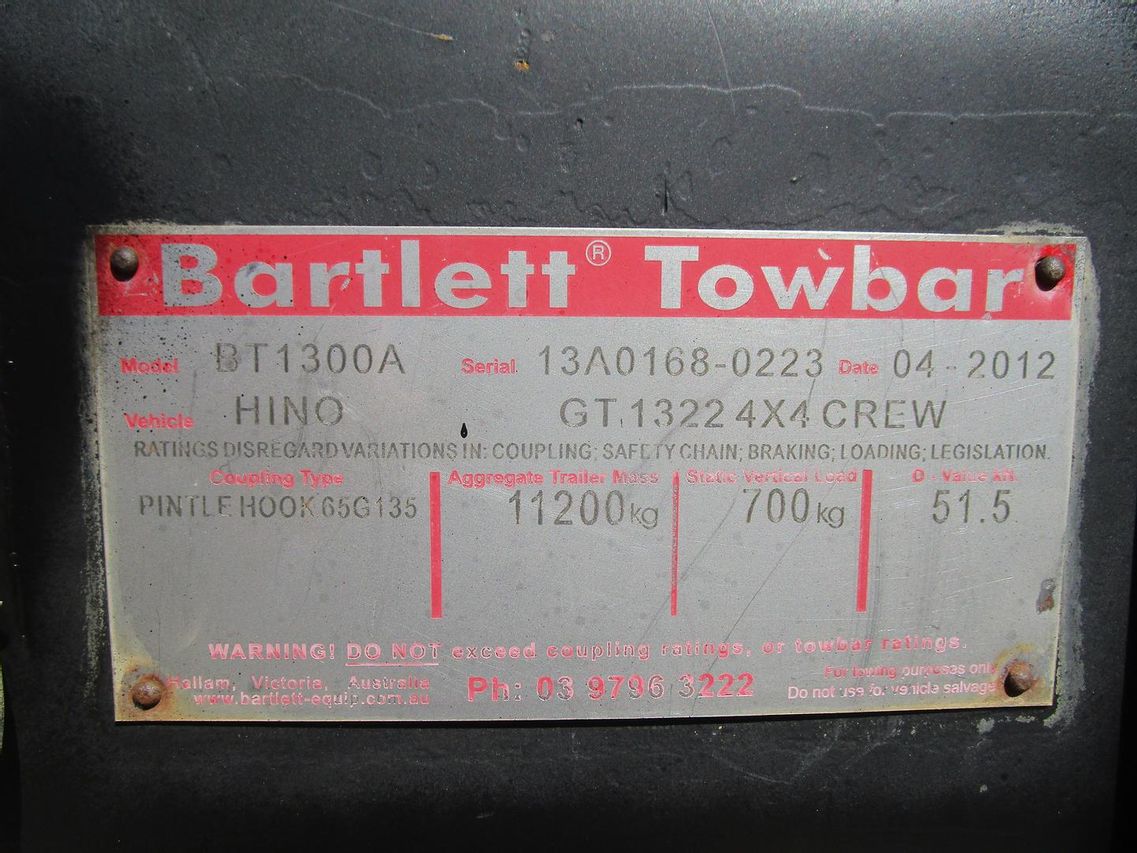 Bartlett® Towbar
Model BT1300A Serial 13A0168-0223 Date 04-2012
Vehicle HINO GT.1322 4X4 CREW
RATINGS DISREGARD VARIATIONS IN: COUPLING; SAFETY CHAIN; BRAKING; LOADING; LEGISLATION.
Coupling Type Aggregate Trailer Mass Static Vertical Load D - Value kN
PINTLE HOOK 65G135 11200kg 700kg 51.5
WARNING! DO NOT exceed coupling ratings, or towbar ratings.
Hallam, Victoria, Australia Ph: 03 9796 3222 For towing purposes only
www.bartlett-equip.com.au Do not use for vehicle salvage